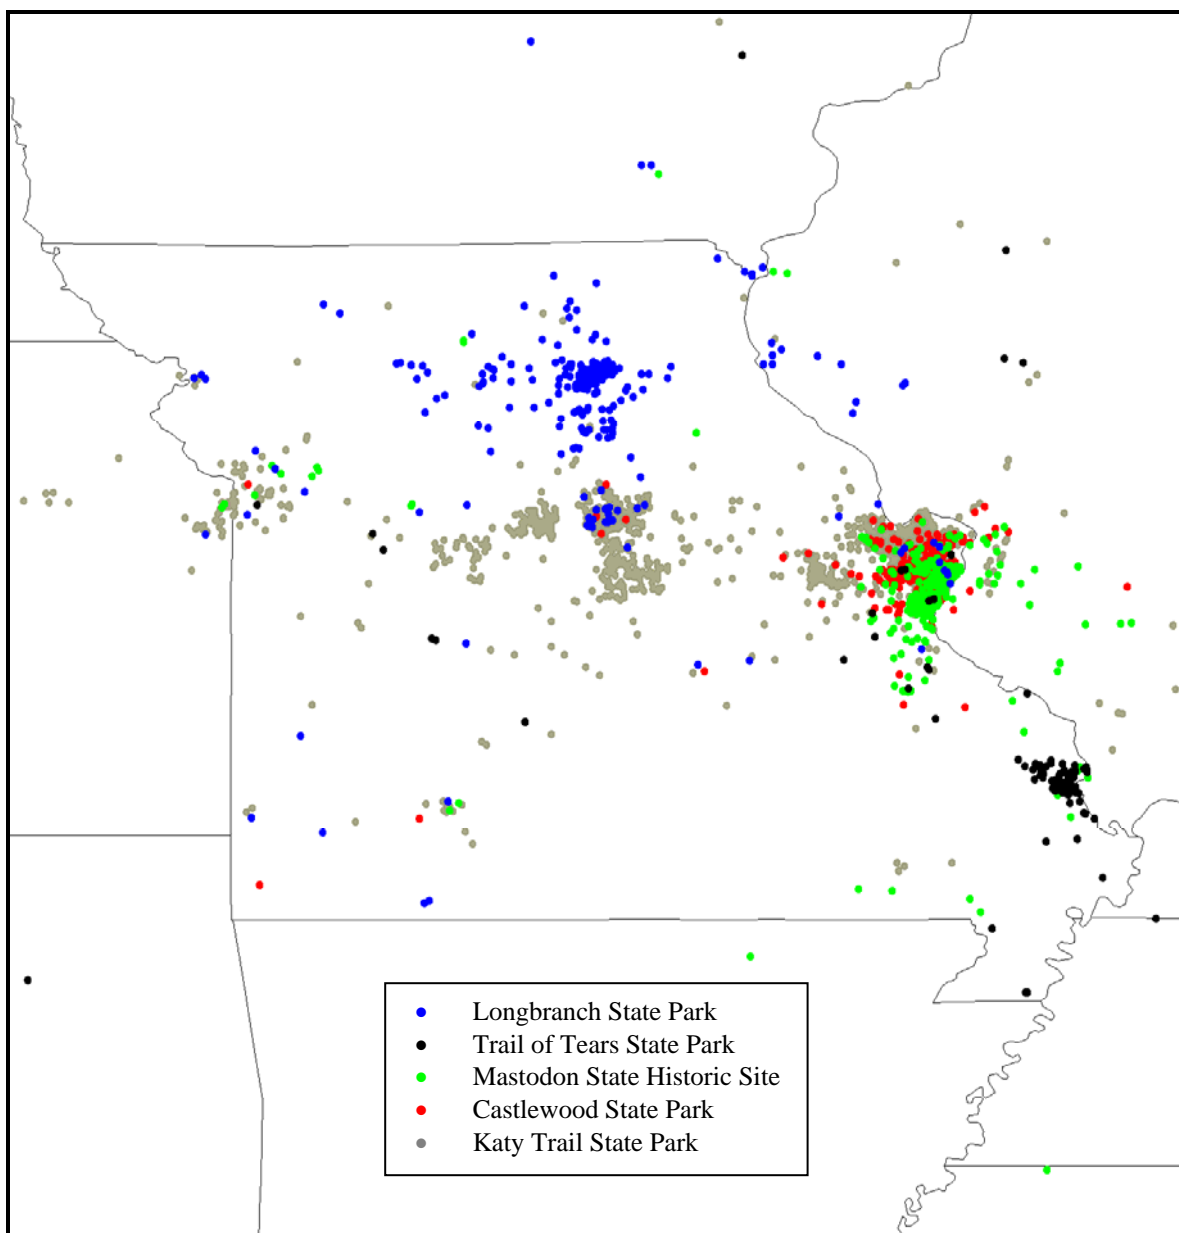 Longbranch State Park
Trail of Tears State Park
Mastodon State Historic Site
Castlewood State Park
Katy Trail State Park